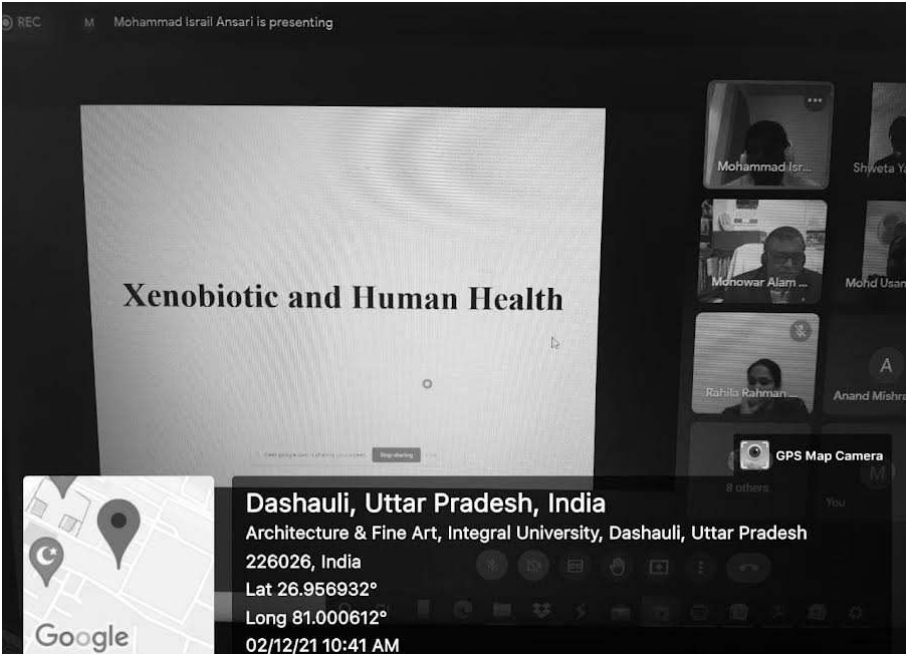 REC
M
Mohammad Israil Ansari is presenting
Mohammad Isr...
Shweta Y
Xenobiotic and Human Health
Monowar Alam ...
Mohd Usan
A
Rahila Rahman ...
Anand Mishra
Stop sharing
GPS Map Camera
8 others
M
You
Dashauli, Uttar Pradesh, India
Architecture & Fine Art, Integral University, Dashauli, Uttar Pradesh
226026, India
Lat 26.956932°
Long 81.000612°
02/12/21 10:41 AM
Google